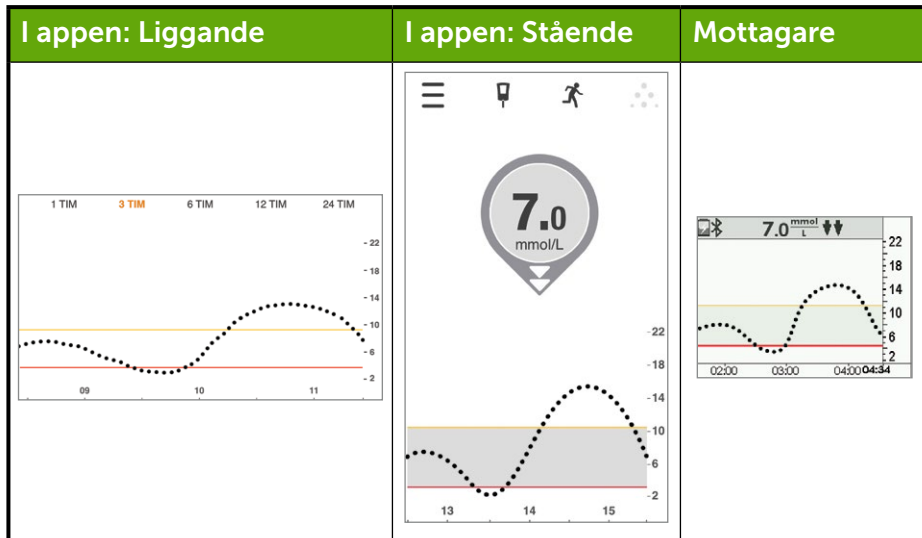 I appen: Liggande
I appen: Stående
Mottagare
1 TIM 3 TIM 6 TIM 12 TIM 24 TIM
22
18
14
10
6
2
09 10 11
7.0
mmol/L
22
18
14
10
6
2
13 14 15
7.0 mmol/L
22
18
14
10
6
2
02:00 03:00 04:00 04:34